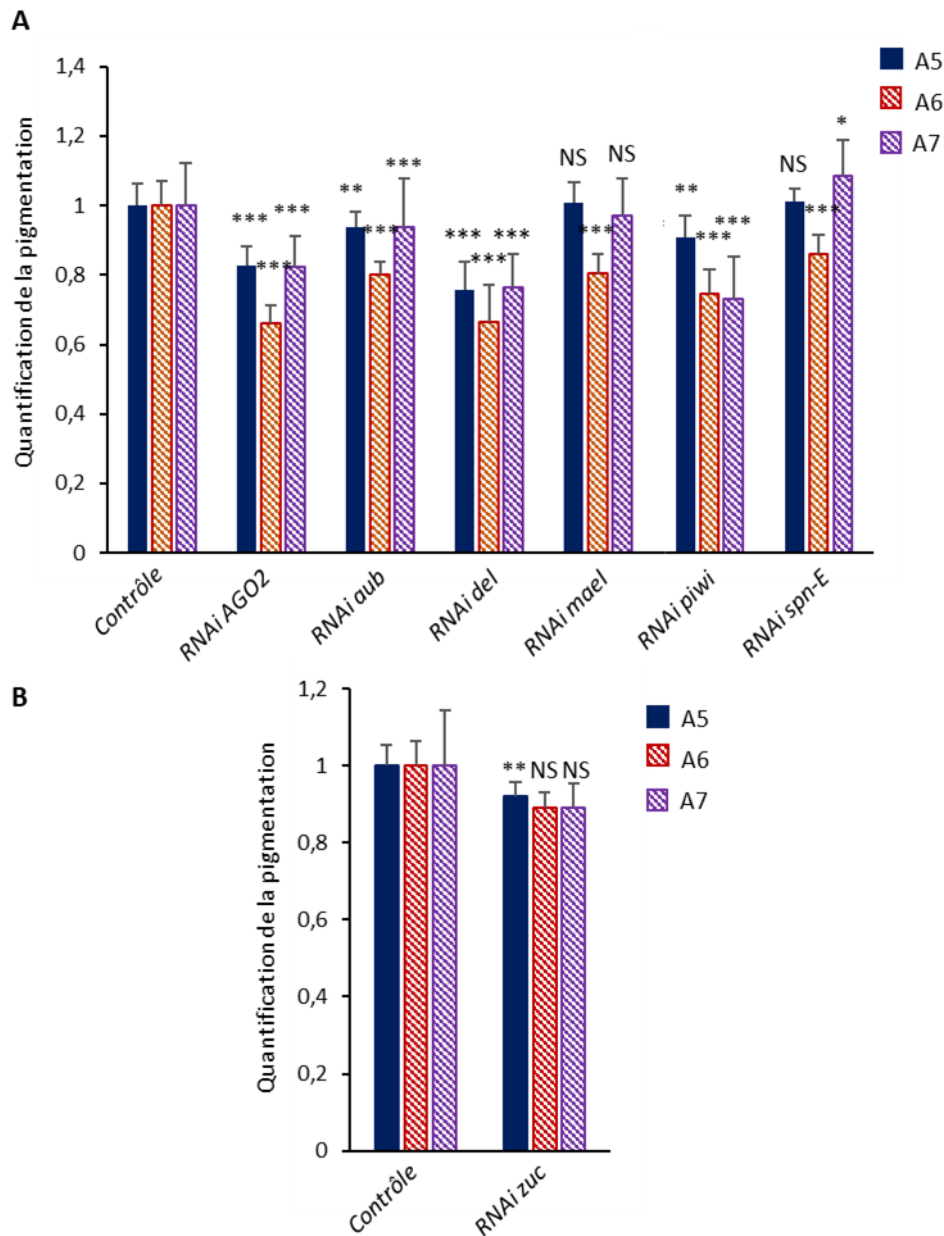 A
Quantification de la pigmentation
1,4
1,2
1
0,8
0,6
0,4
0,2
0
A5
A6
A7
*** *** ***
** *** ***
*** *** ***
NS *** NS
** *** ***
NS *** *
Contrôle
RNAi AGO2
RNAi aub
RNAi del
RNAi mael
RNAi piwi
RNAi spn-E
B
Quantification de la pigmentation
1,2
1
0,8
0,6
0,4
0,2
0
A5
A6
A7
** NS NS
Contrôle
RNAi zuc